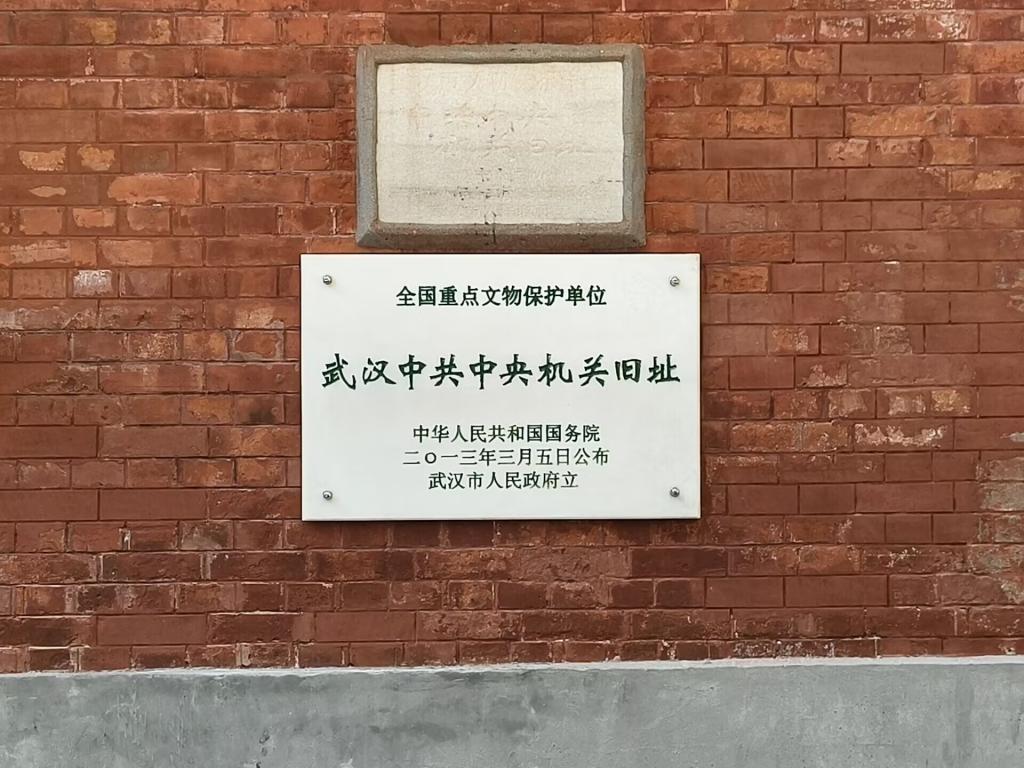 全国重点文物保护单位
武汉中共中央机关旧址
中华人民共和国国务院
二〇一三年三月五日公布
武汉市人民政府立